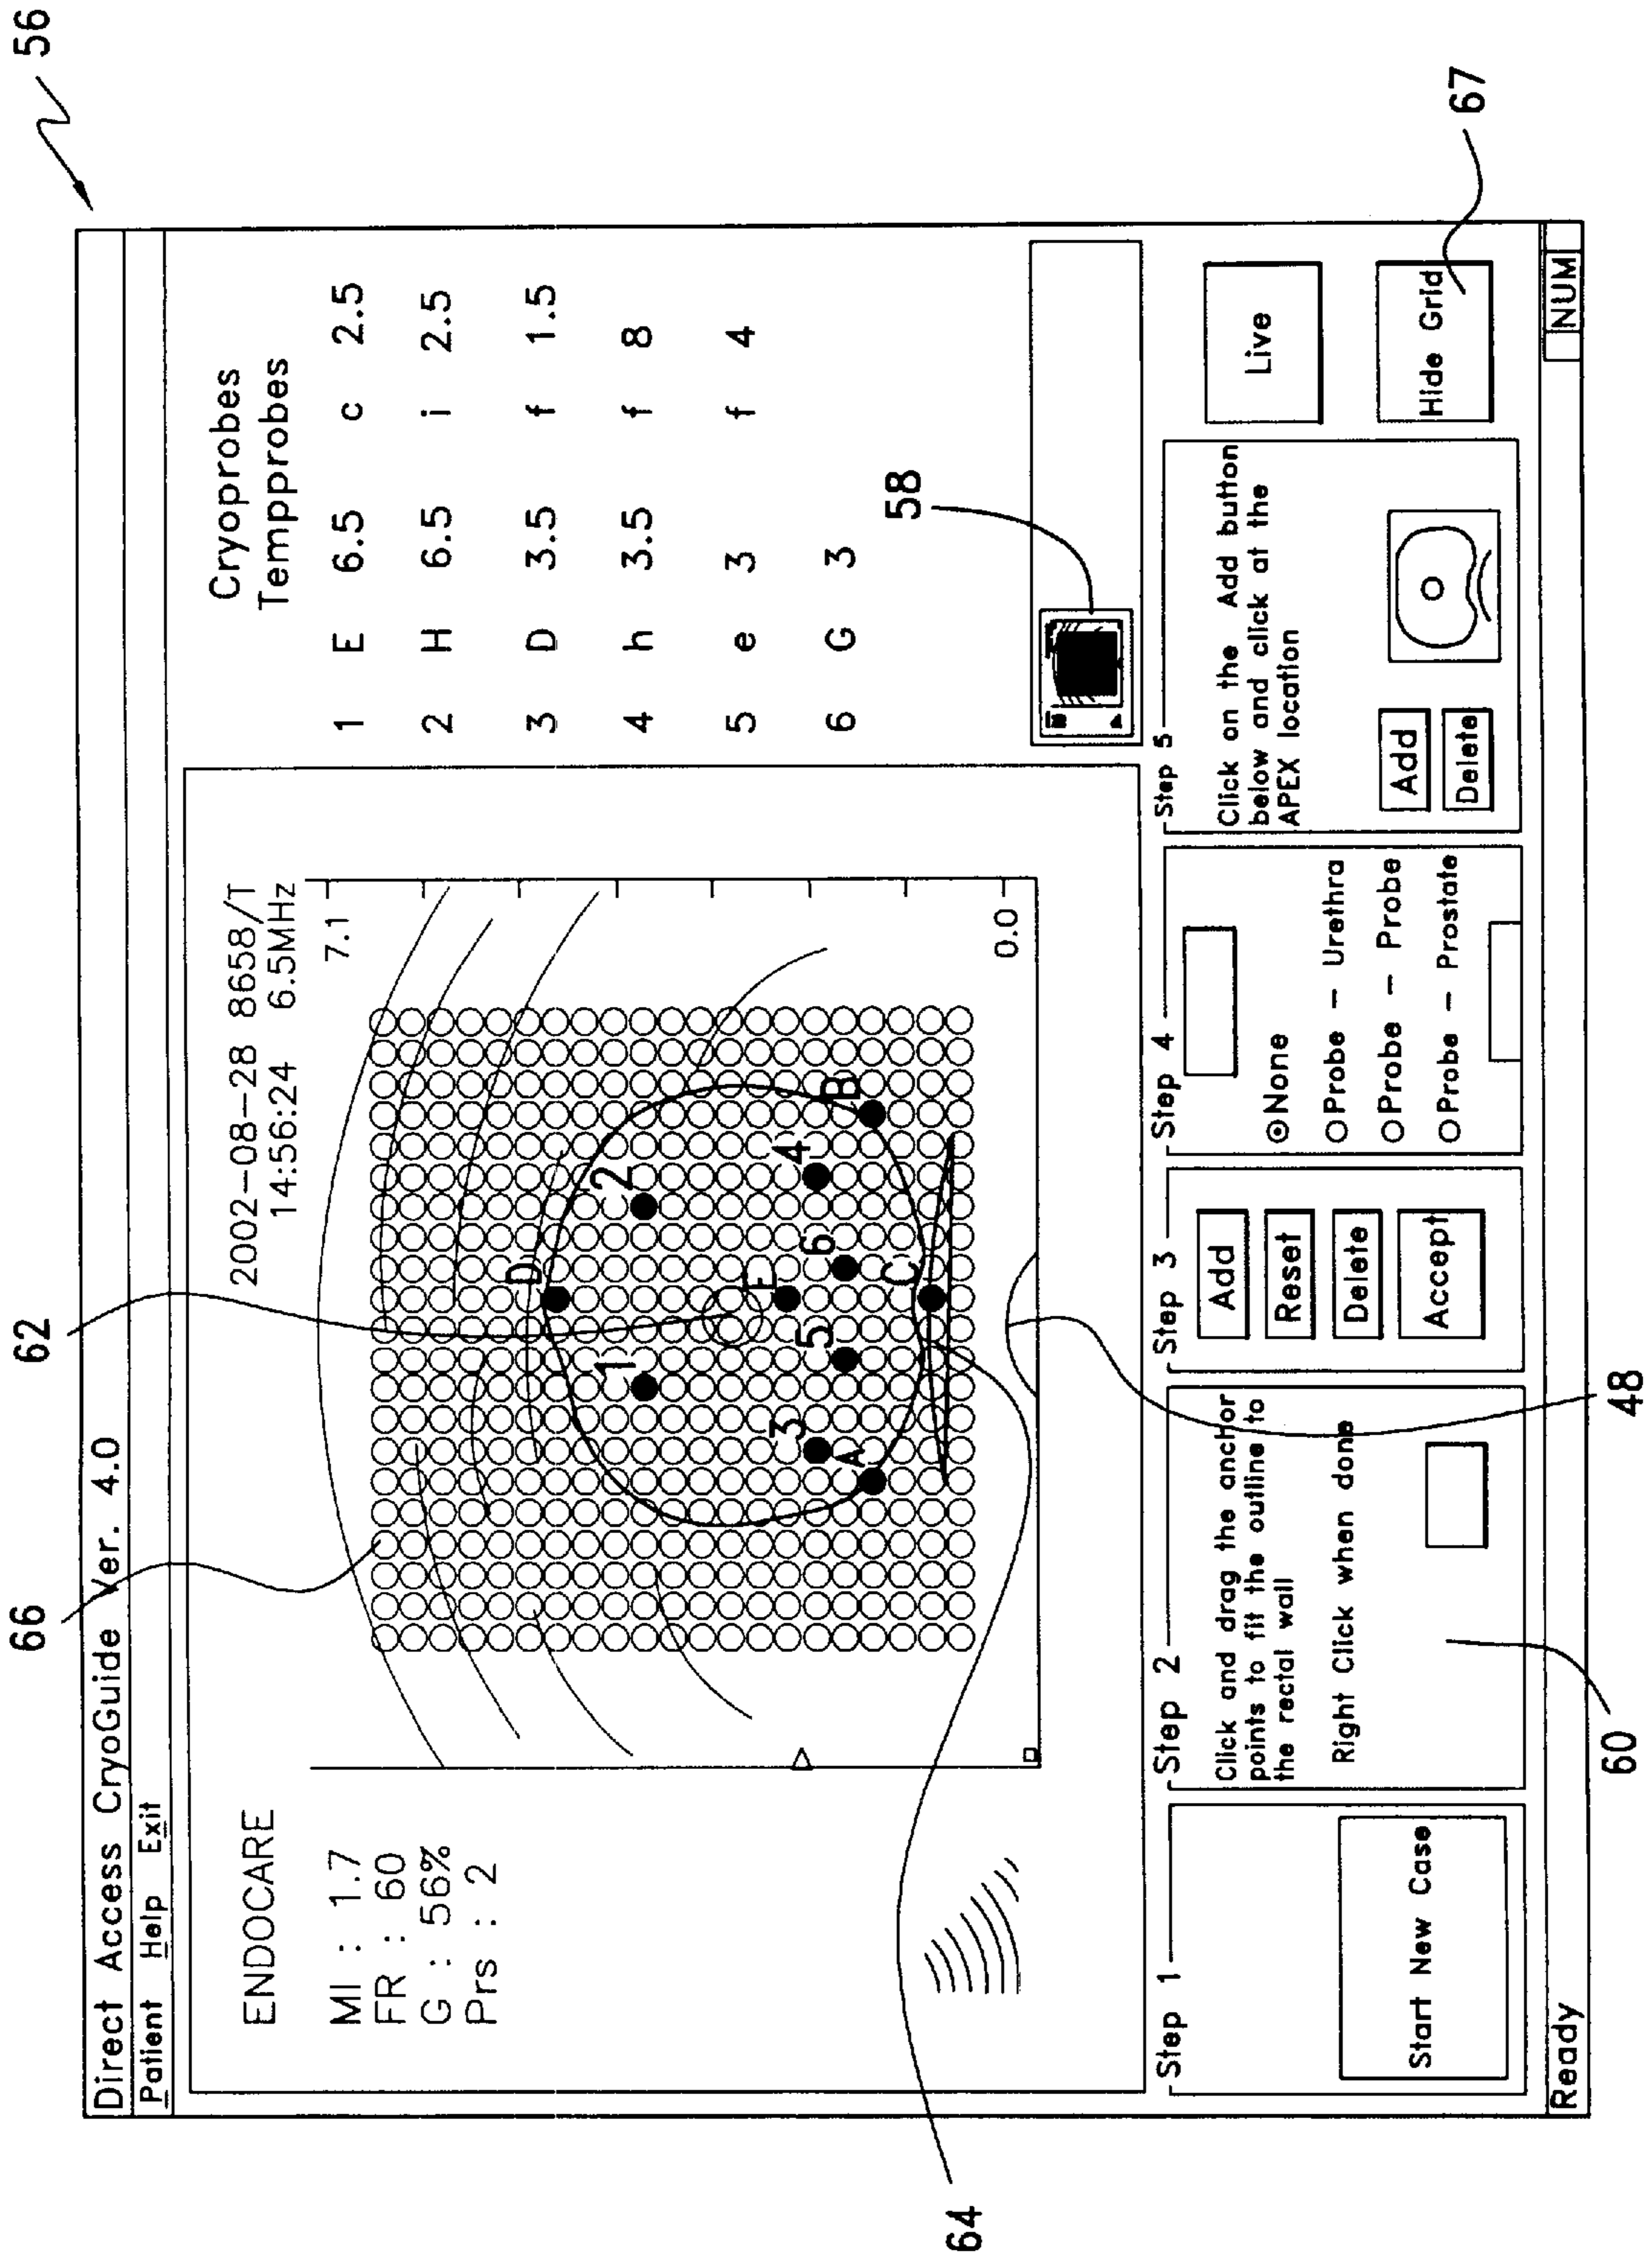 56
62
66
Direct Access CryoGuide Ver. 4.0
Patient Help Exit
ENDOCARE
MI : 1.7
FR : 60
G : 56%
Prs : 2
2002-08-28 8658/T
14:56:24 6.5MHz
7.1
0.0
D
1
2
E
3
4
5
6
A
B
C
Cryoprobes
Tempprobes
1 E 6.5 c 2.5
2 H 6.5 i 2.5
3 D 3.5 f 1.5
4 h 3.5 f 8
5 e 3 f 4
6 G 3
58
Step 1
Start New Case
Step 2
Click and drag the anchor
points to fit the outline to
the rectal wall
Right Click when done
Step 3
Add
Reset
Delete
Accept
Step 4
None
Probe - Urethra
Probe - Probe
Probe - Prostate
Step 5
Click on the Add button
below and click at the
APEX location
Add
Delete
Live
Hide Grid
Ready
NUM
64
60
48
67